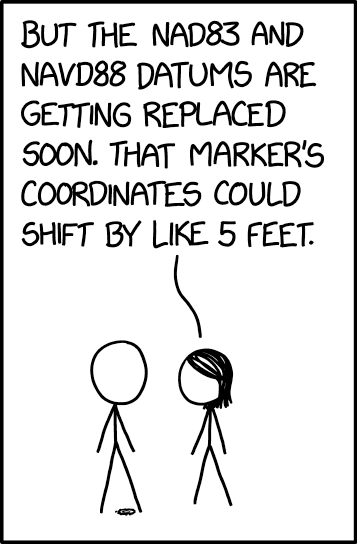 BUT THE NAD83 AND
NAVD88 DATUMS ARE
GETTING REPLACED
SOON. THAT MARKER'S
COORDINATES COULD
SHIFT BY LIKE 5 FEET.